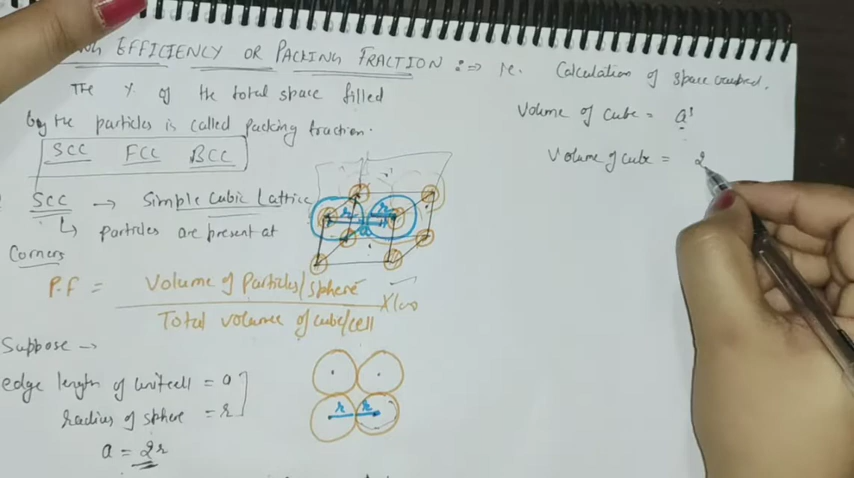 EFFICIENCY OR PACKING FRACTION :⇒
The % of the total space filled
by the particles is called packing fraction.
SCC FCC BCC
SCC → Simple Cubic Lattice
↳ particles are present at
Corners
P.F = Volume of Particles/sphere
Total volume of cube/cell
X100
Suppose →
edge length of unitcell = a
radius of sphere = r
a = 2r
r r
a
r r
Calculation of space occupied.
Volume of cube = a³
Volume of cube = 2